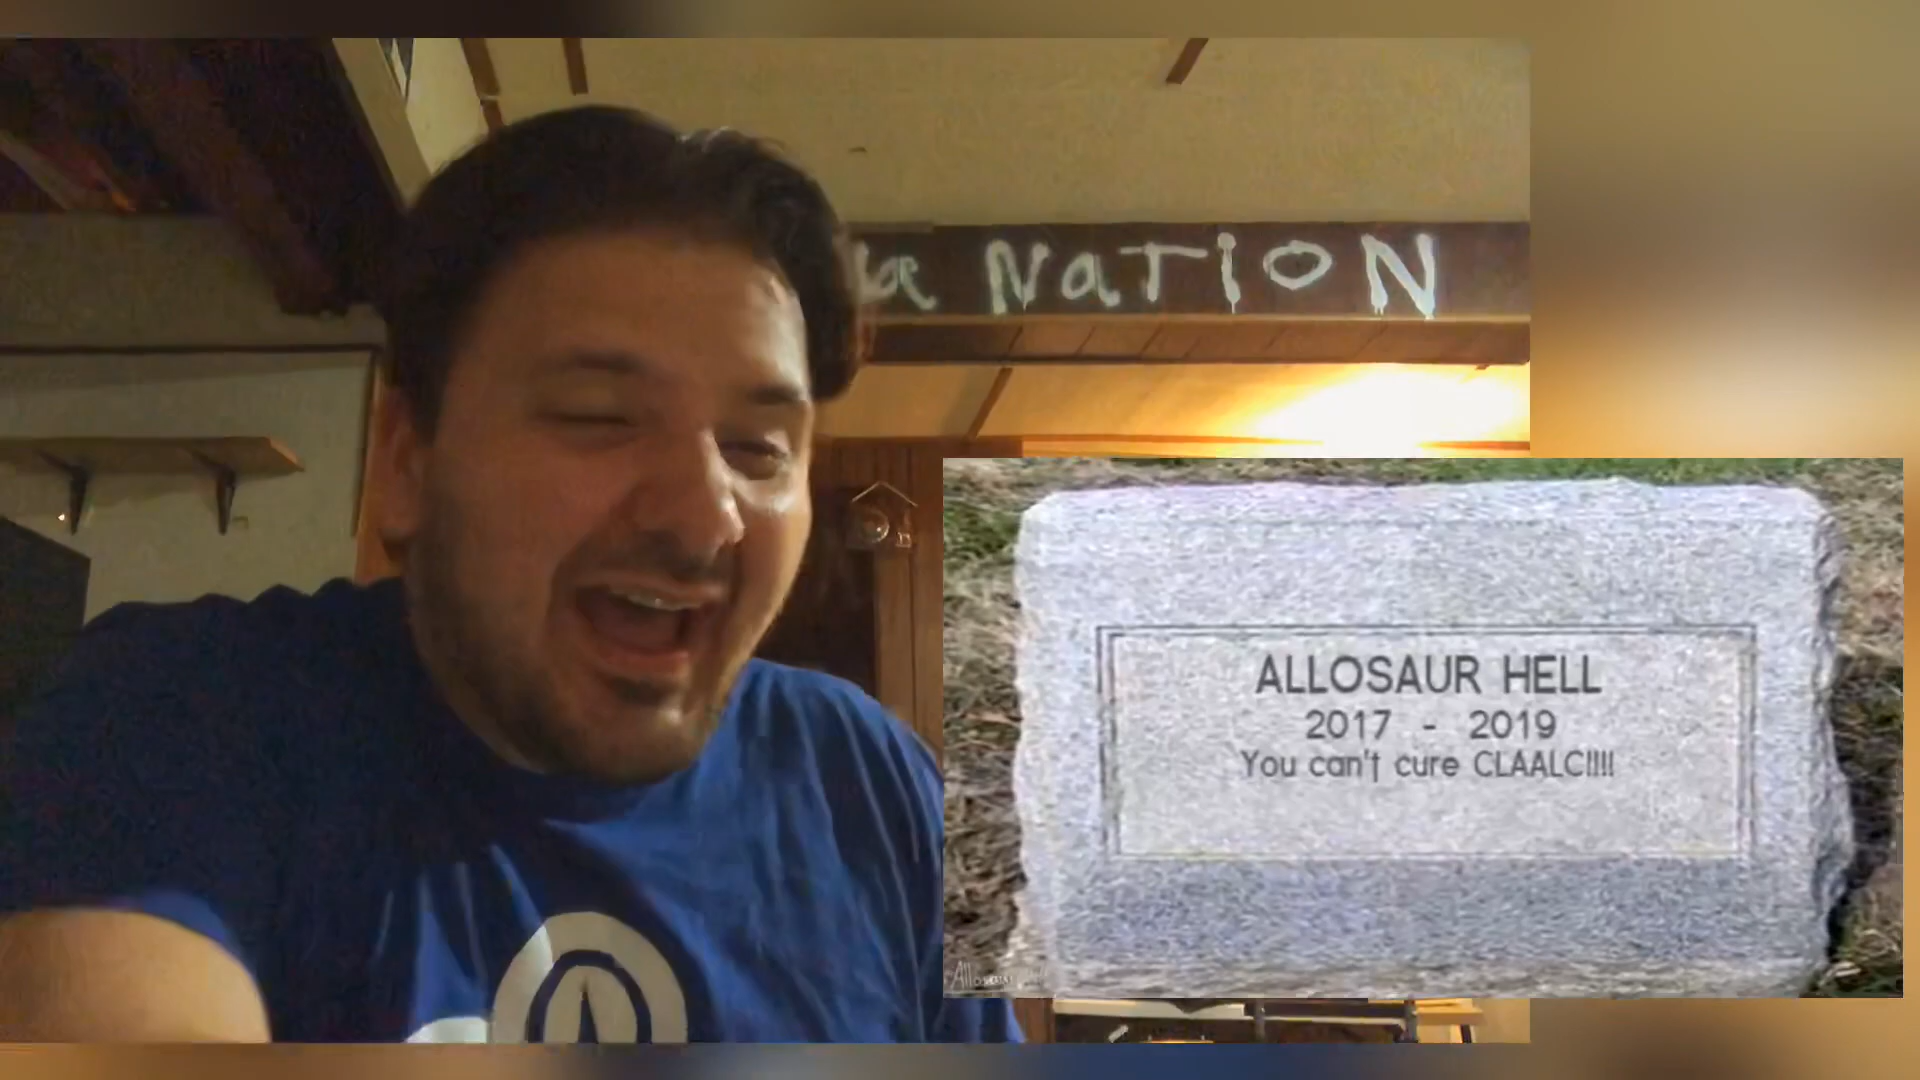 a NaTION
ALLOSAUR HELL
2017 - 2019
You can't cure CLAALC!!!!